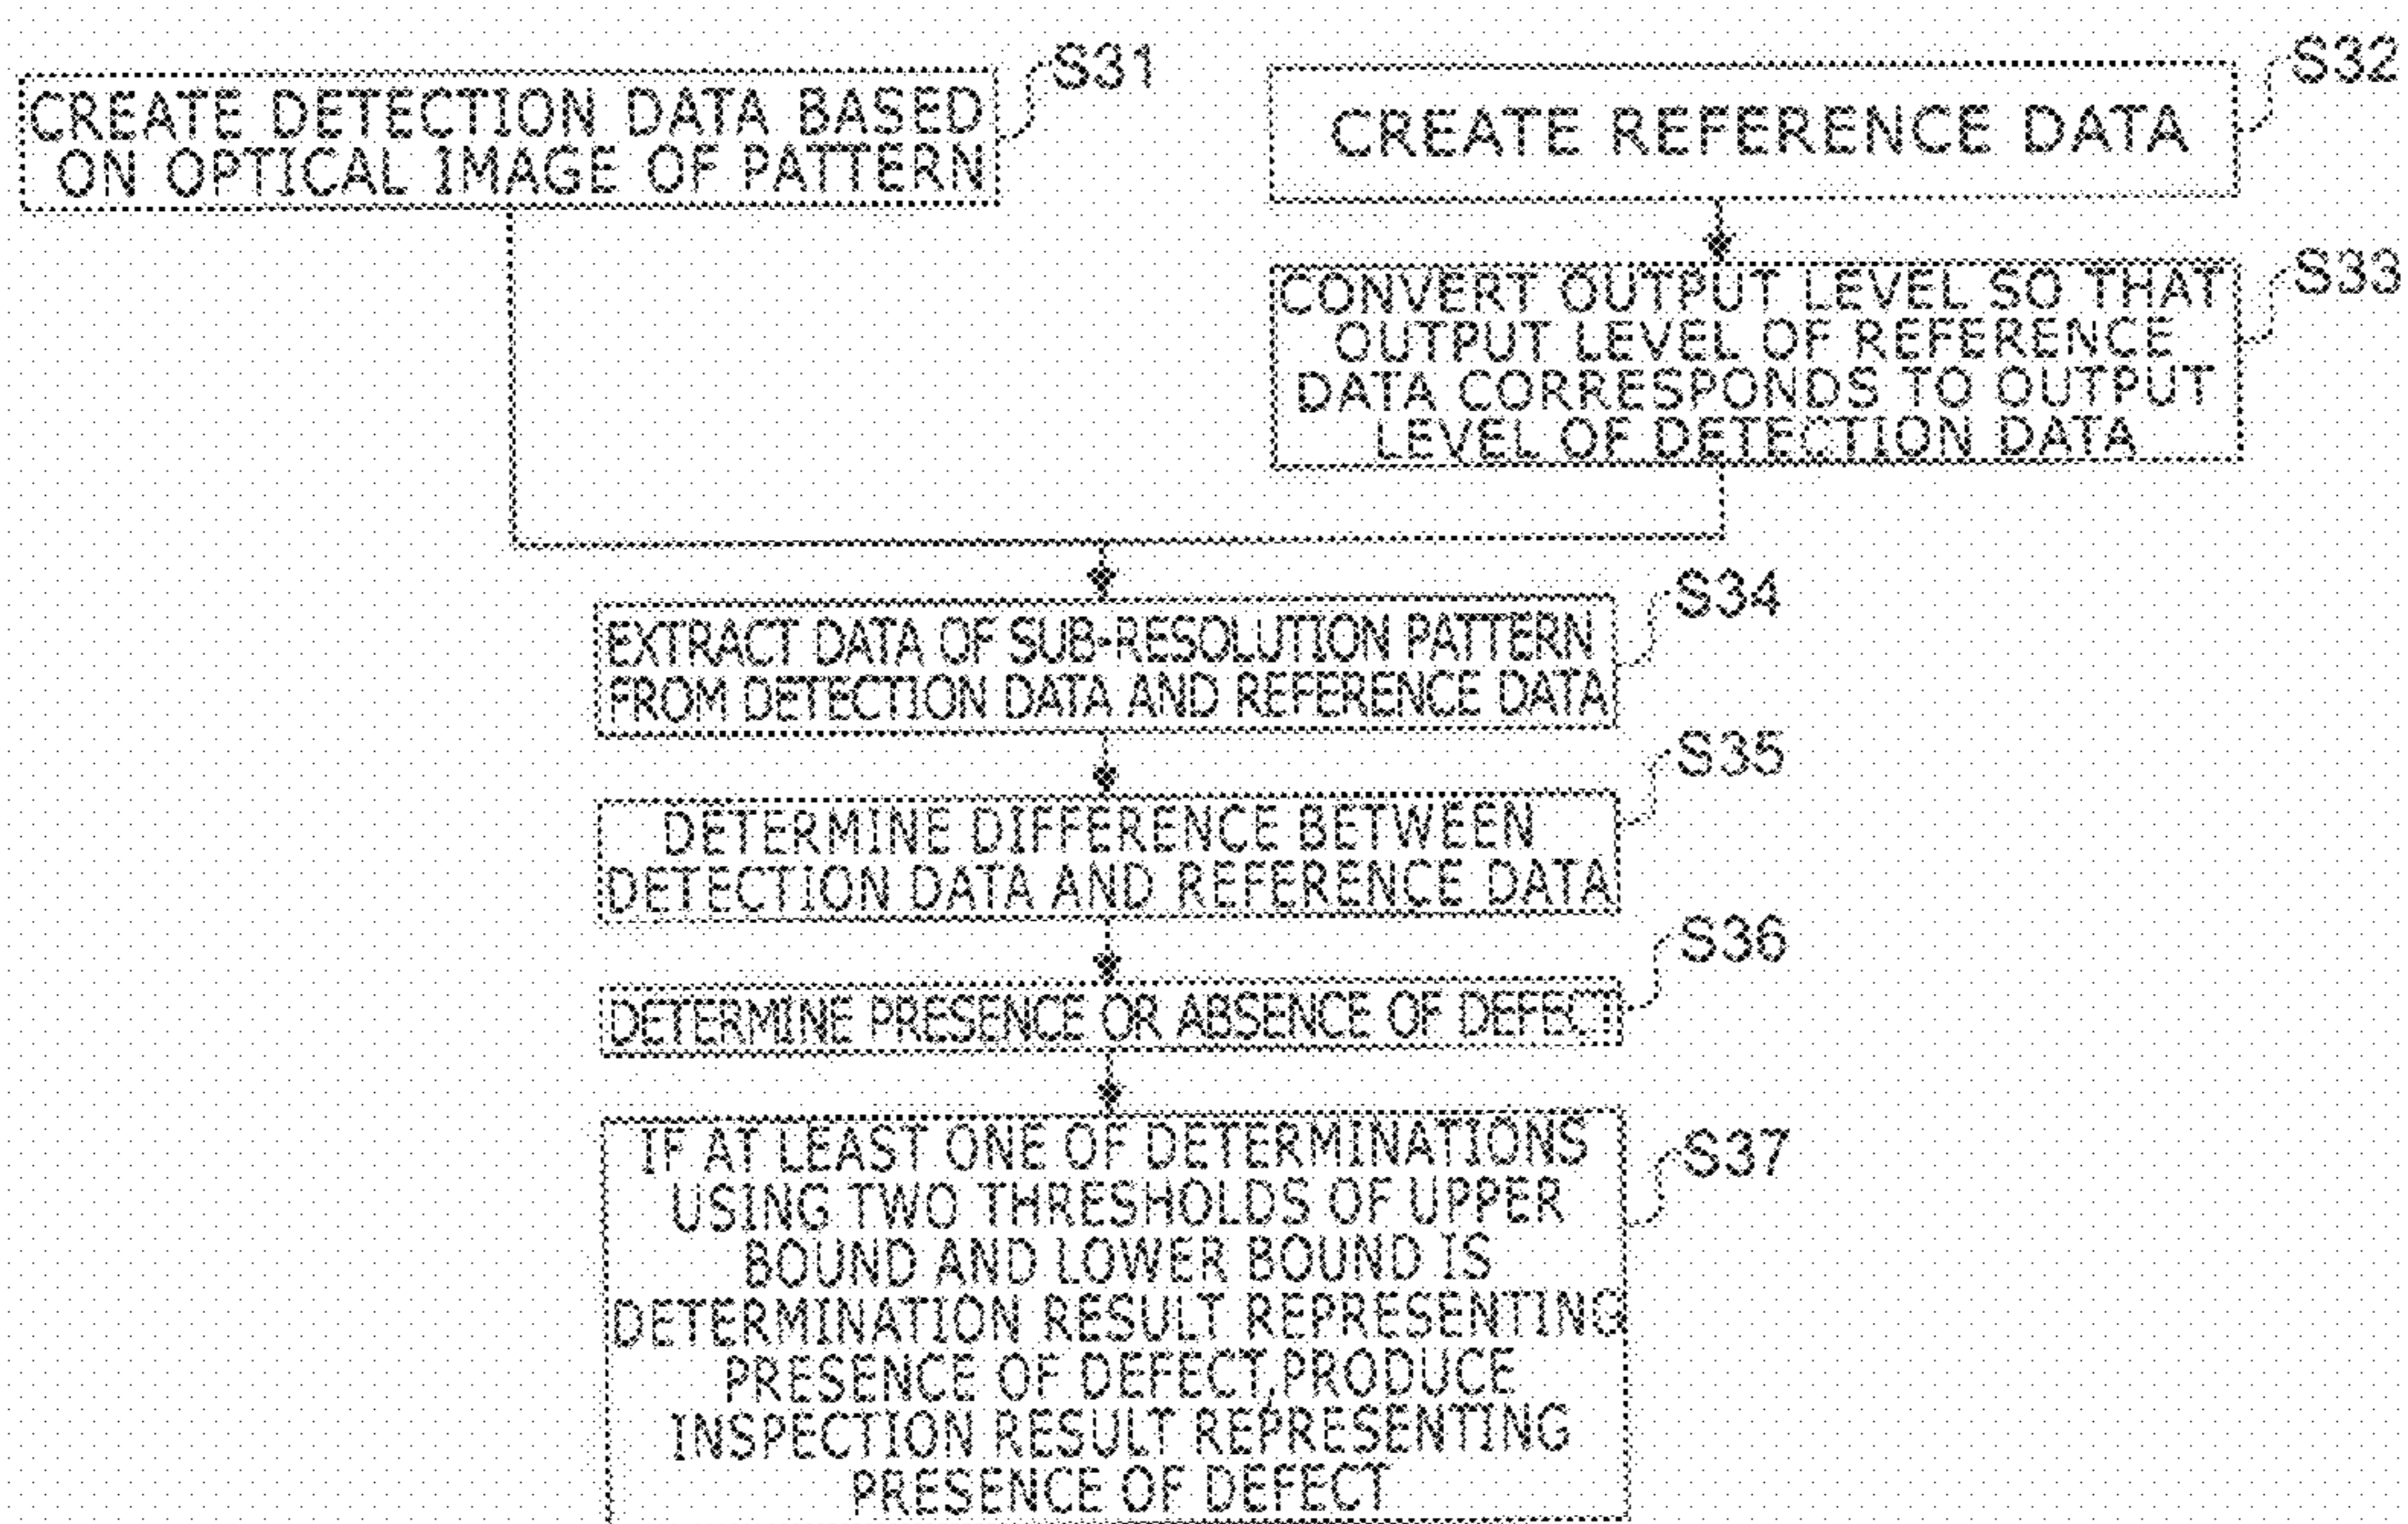 S31
CREATE DETECTION DATA BASED
ON OPTICAL IMAGE OF PATTERN
S32
CREATE REFERENCE DATA
S33
CONVERT OUTPUT LEVEL SO THAT
OUTPUT LEVEL OF REFERENCE
DATA CORRESPONDS TO OUTPUT
LEVEL OF DETECTION DATA
S34
EXTRACT DATA OF SUB-RESOLUTION PATTERN
FROM DETECTION DATA AND REFERENCE DATA
S35
DETERMINE DIFFERENCE BETWEEN
DETECTION DATA AND REFERENCE DATA
S36
DETERMINE PRESENCE OR ABSENCE OF DEFECT
S37
IF AT LEAST ONE OF DETERMINATIONS
USING TWO THRESHOLDS OF UPPER
BOUND AND LOWER BOUND IS
DETERMINATION RESULT REPRESENTING
PRESENCE OF DEFECT,PRODUCE
INSPECTION RESULT REPRESENTING
PRESENCE OF DEFECT